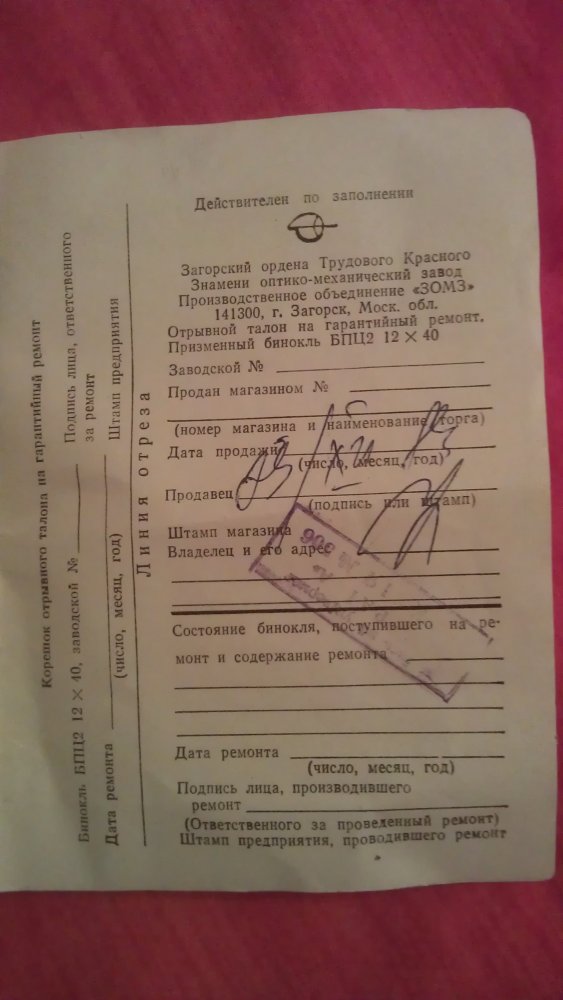 Действителен по заполнении
Загорский ордена Трудового Красного
Знамени оптико-механический завод
Производственное объединение «ЗОМЗ»
141300, г. Загорск, Моск. обл.
Отрывной талон на гарантийный ремонт.
Призменный бинокль БПЦ2 12 × 40
Заводской №
Продан магазином №
(номер магазина и наименование торга)
Дата продажи
(число, месяц, год)
Продавец
(подпись или штамп)
Штамп магазина
Владелец и его адрес
№ 306
Состояние бинокля, поступившего на ре-
монт и содержание ремонта
Дата ремонта
(число, месяц, год)
Подпись лица, производившего
ремонт
(Ответственного за проведенный ремонт)
Штамп предприятия, проводившего ремонт
Линия отреза
Корешок отрывного талона на гарантийный ремонт
Бинокль БПЦ2 12 × 40, заводской № Подпись лица, ответственного
за ремонт
Дата ремонта Штамп предприятия
(число, месяц, год)